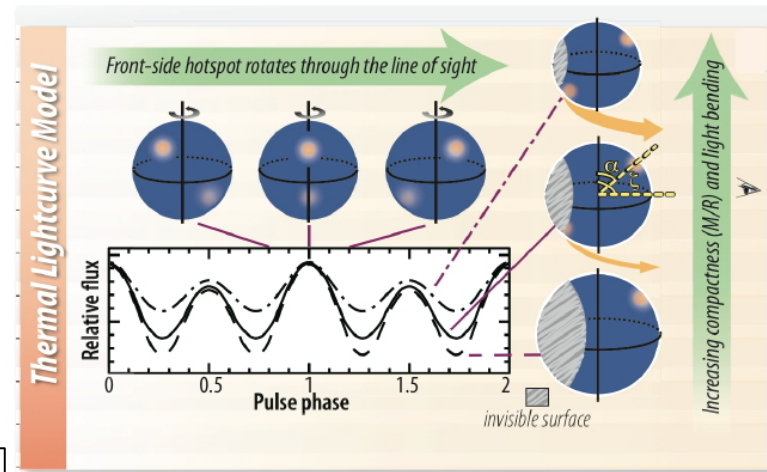 Thermal Lightcurve Model
Front-side hotspot rotates through the line of sight
α
ζ
Increasing compactness (M/R) and light bending
Relative flux
0 0.5 1 1.5 2
Pulse phase
invisible surface